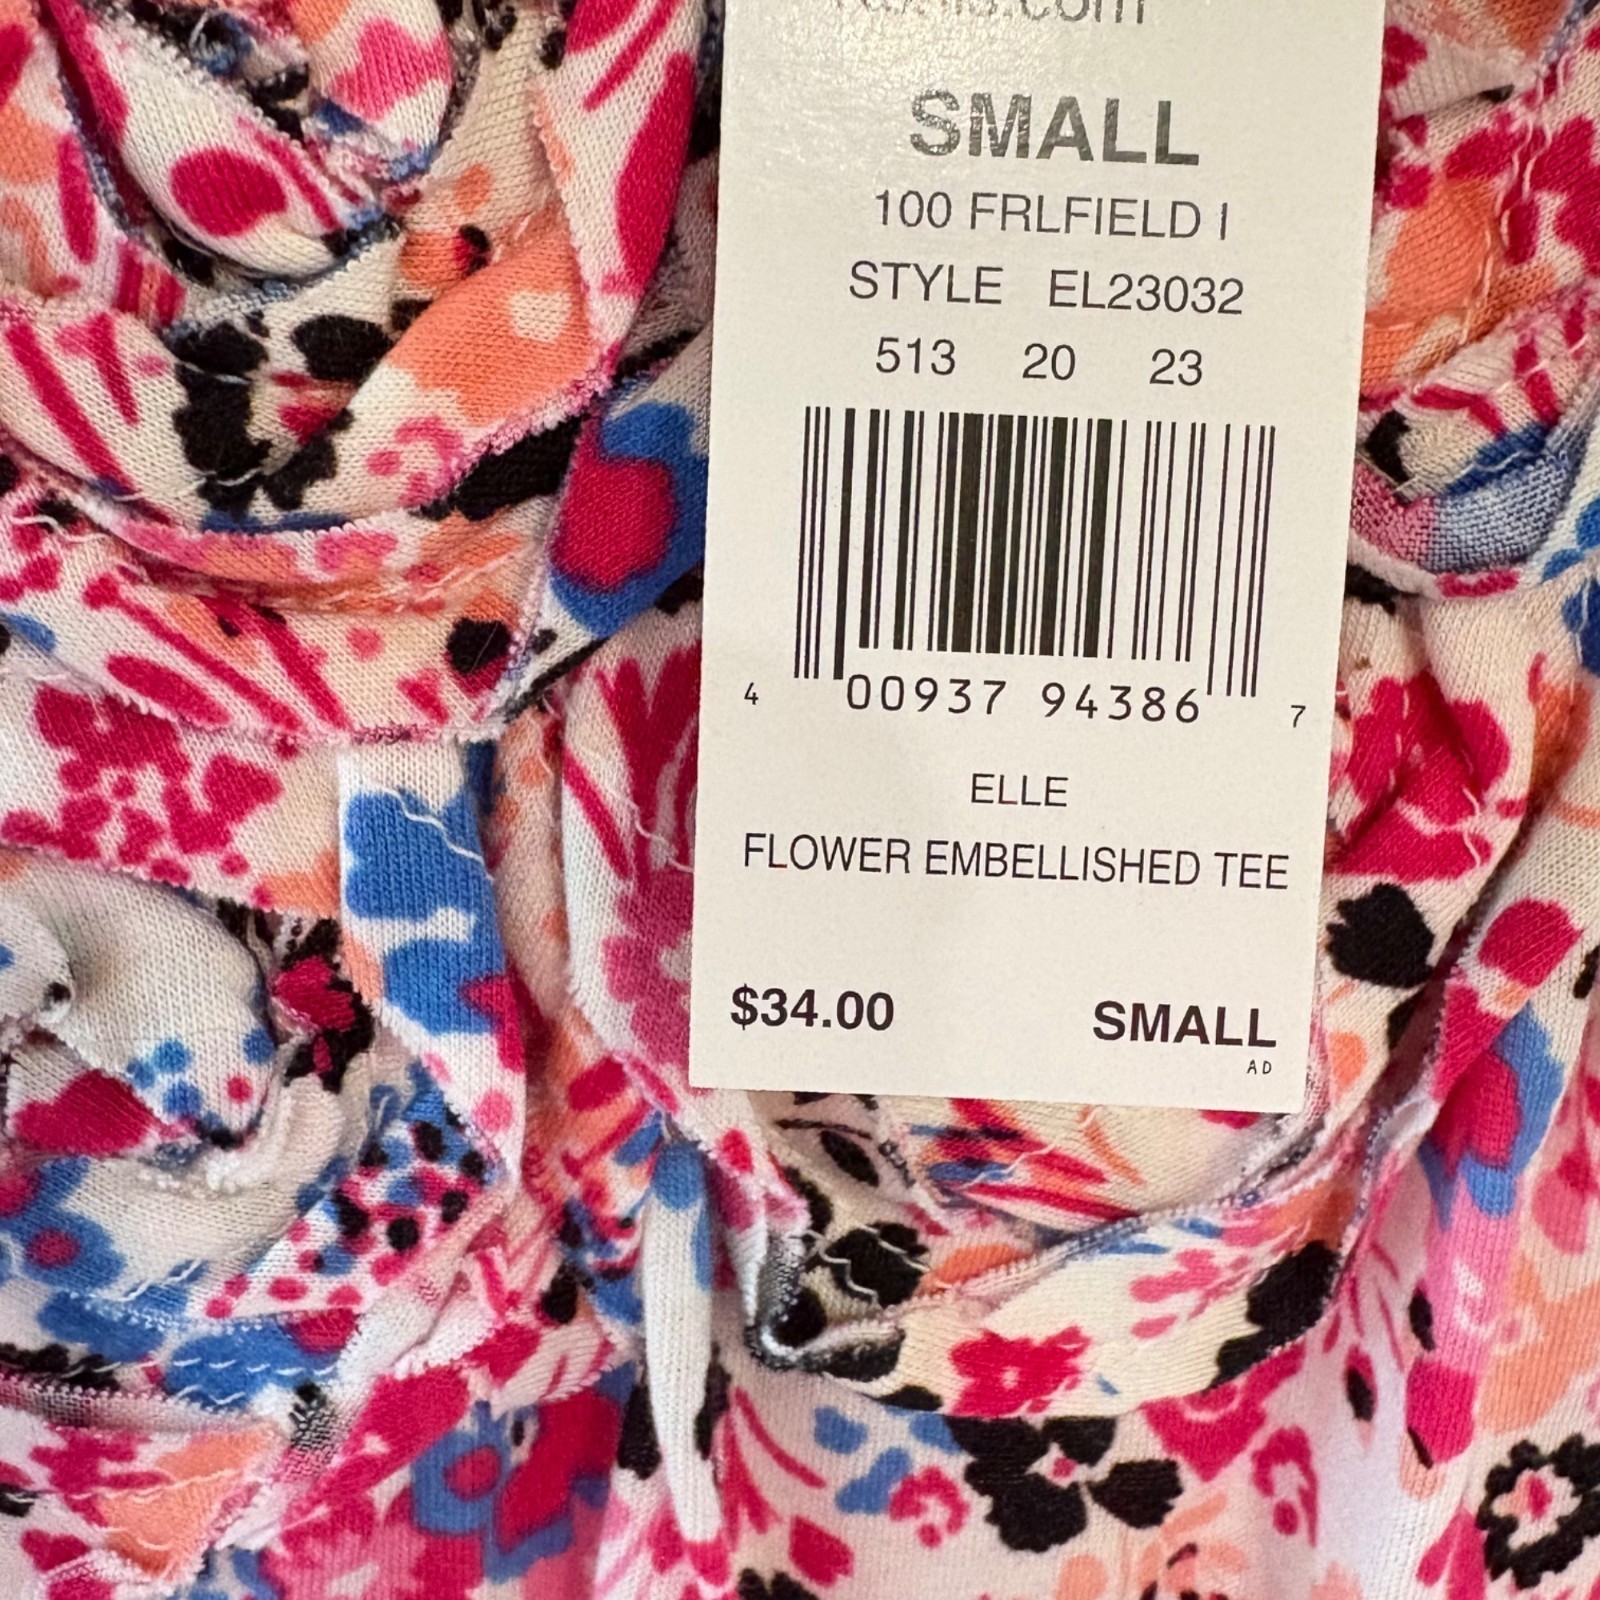 SMALL
100 FRLFIELD I
STYLE EL23032
513 20 23
4 00937 94386 7
ELLE
FLOWER EMBELLISHED TEE
$34.00 SMALL
AD